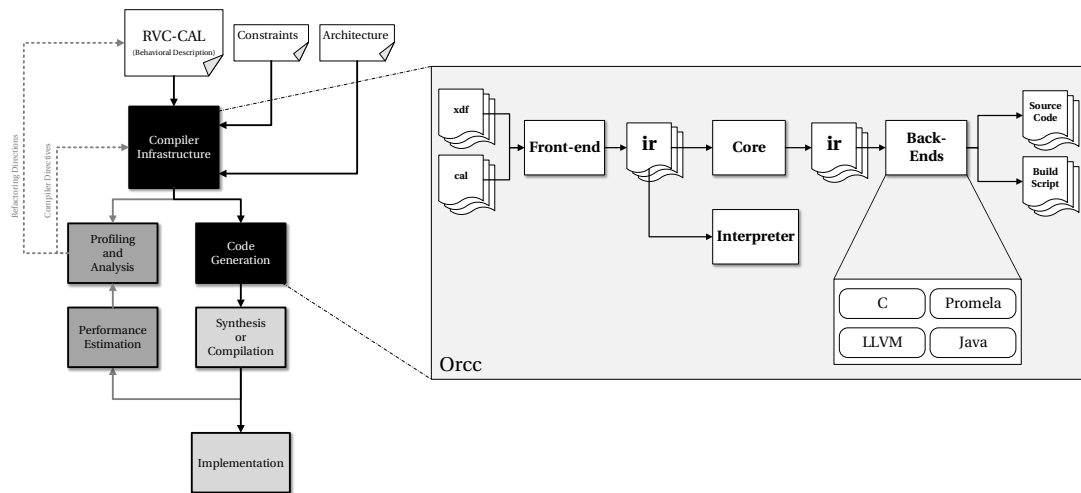 RVC-CAL
(Behavioral Description)
Constraints
Architecture
Refactoring Directions
Compiler Directives
Compiler
Infrastructure
Profiling
and
Analysis
Code
Generation
Performance
Estimation
Synthesis
or
Compilation
Implementation
xdf
cal
Front-end
ir
Core
ir
Back-
Ends
Source
Code
Build
Script
Interpreter
C
Promela
LLVM
Java
Orcc